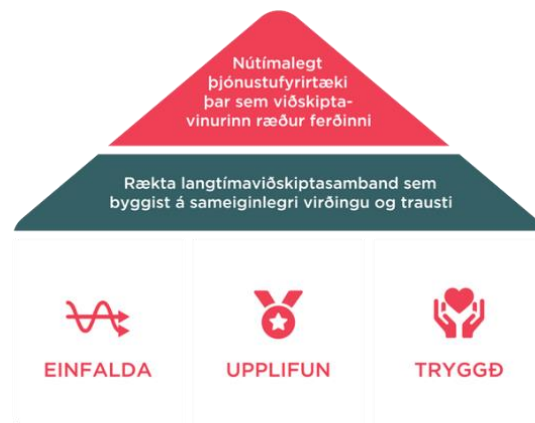 Nútímalegt
þjónustufyrirtæki
þar sem viðskipta-
vinurinn ræður ferðinni
Rækta langtímaviðskiptasamband sem
byggist á sameiginlegri virðingu og trausti
EINFALDA
UPPLIFUN
TRYGGÐ